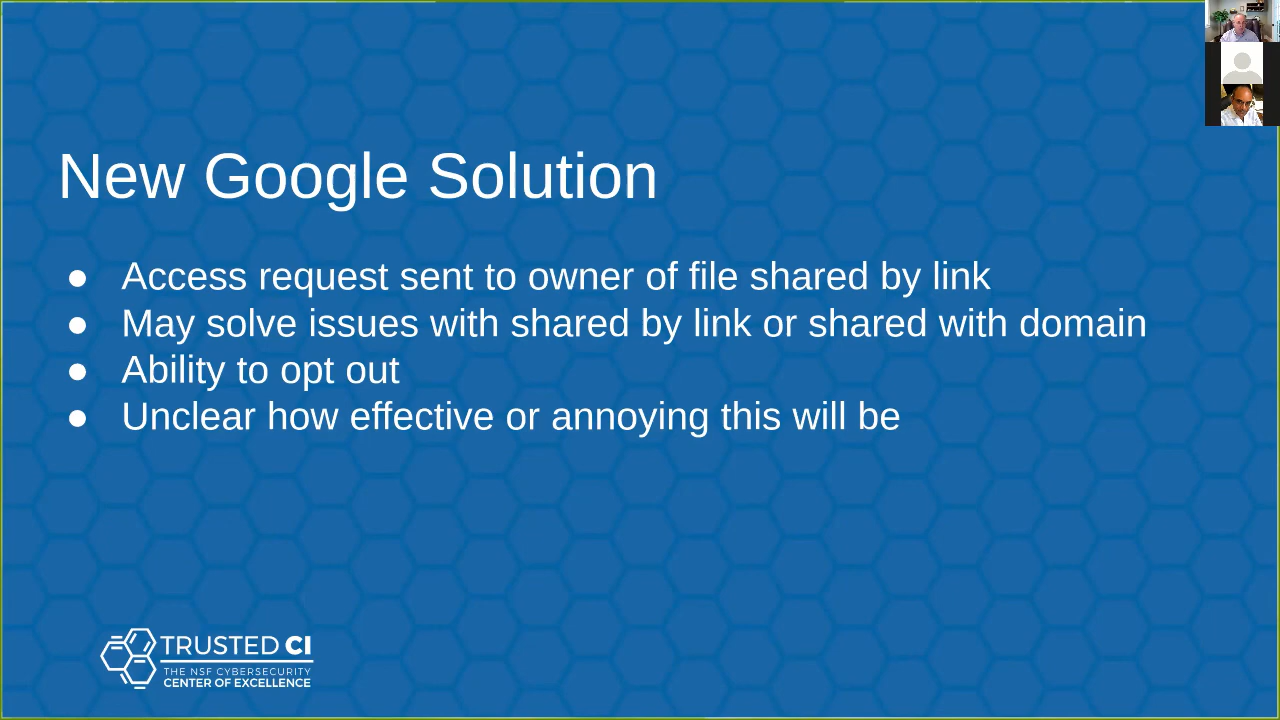 New Google Solution
● Access request sent to owner of file shared by link
● May solve issues with shared by link or shared with domain
● Ability to opt out
● Unclear how effective or annoying this will be
TRUSTED CI
THE NSF CYBERSECURITY
CENTER OF EXCELLENCE